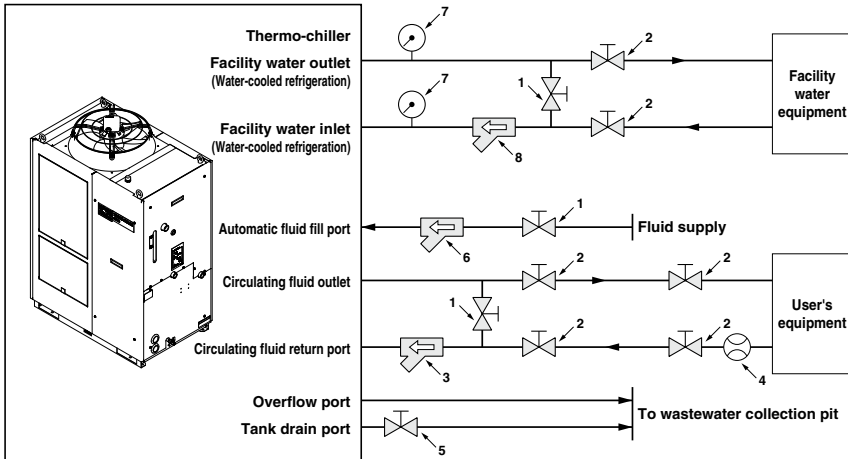 Thermo-chiller
7
2
Facility water outlet
(Water-cooled refrigeration)
1
7
2
Facility
water
equipment
Facility water inlet
(Water-cooled refrigeration)
8
1
Automatic fluid fill port
Fluid supply
6
2
2
Circulating fluid outlet
1
2
2
User's
equipment
Circulating fluid return port
3
4
Overflow port
To wastewater collection pit
Tank drain port
5